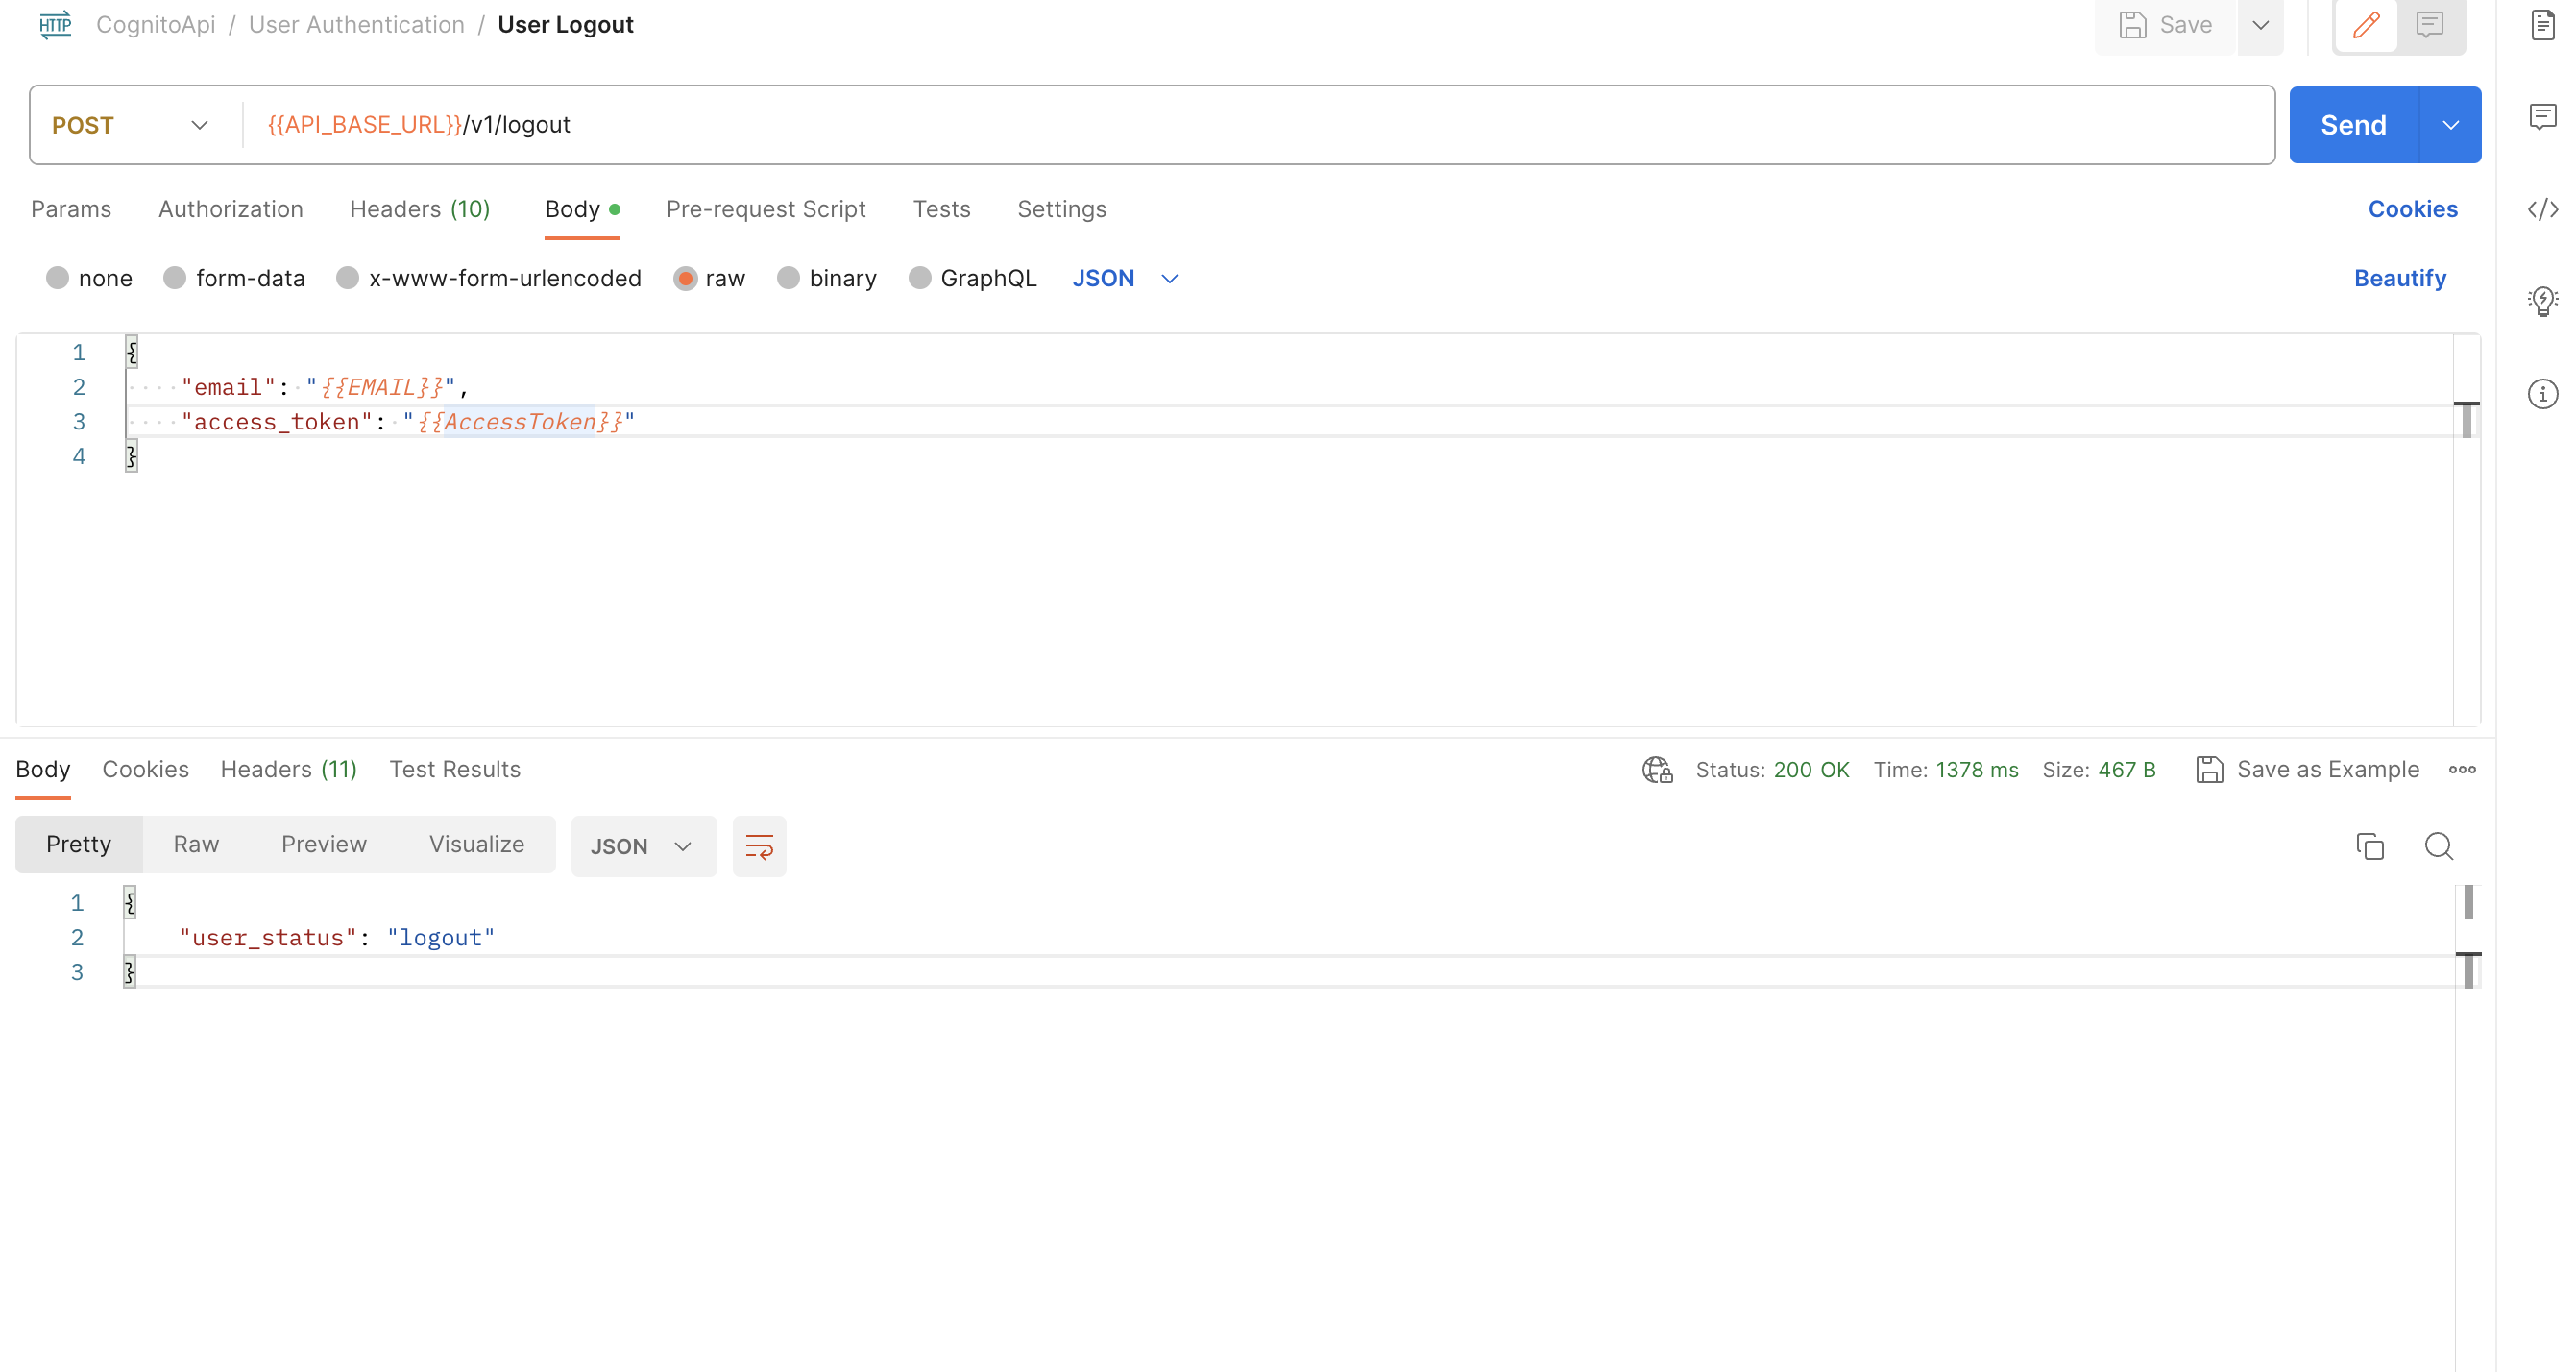 HTTP CognitoApi / User Authentication / User Logout Save
POST {{API_BASE_URL}}/v1/logout Send
Params Authorization Headers (10) Body Pre-request Script Tests Settings Cookies
none form-data x-www-form-urlencoded raw binary GraphQL JSON Beautify
1 {
2 ····"email":·"{{EMAIL}}",
3 ····"access_token":·"{{AccessToken}}"
4 }
Body Cookies Headers (11) Test Results Status: 200 OK Time: 1378 ms Size: 467 B Save as Example
Pretty Raw Preview Visualize JSON
1 {
2 "user_status": "logout"
3 }